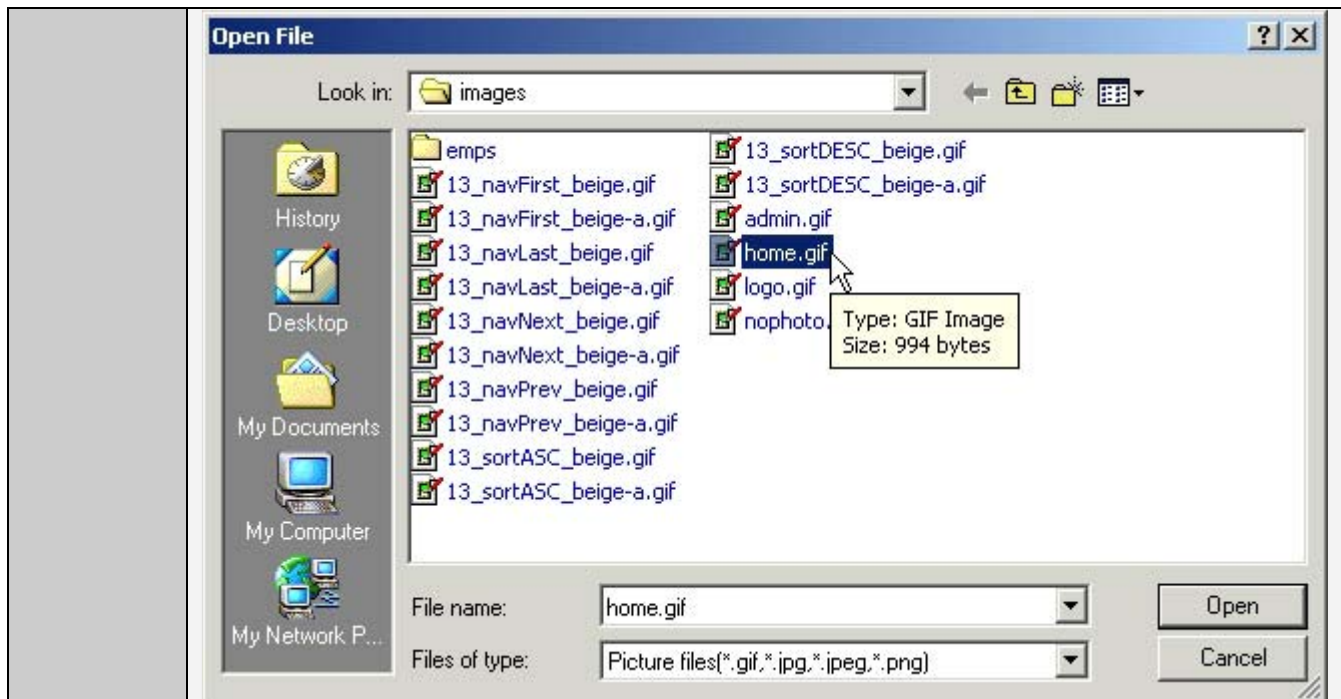 Open File
Look in: images
History
Desktop
My Documents
My Computer
My Network P...
emps
13_navFirst_beige.gif
13_navFirst_beige-a.gif
13_navLast_beige.gif
13_navLast_beige-a.gif
13_navNext_beige.gif
13_navNext_beige-a.gif
13_navPrev_beige.gif
13_navPrev_beige-a.gif
13_sortASC_beige.gif
13_sortASC_beige-a.gif
13_sortDESC_beige.gif
13_sortDESC_beige-a.gif
admin.gif
home.gif
logo.gif
nophoto.
Type: GIF Image
Size: 994 bytes
File name: home.gif Open
Files of type: Picture files(*.gif,*.jpg,*.jpeg,*.png) Cancel